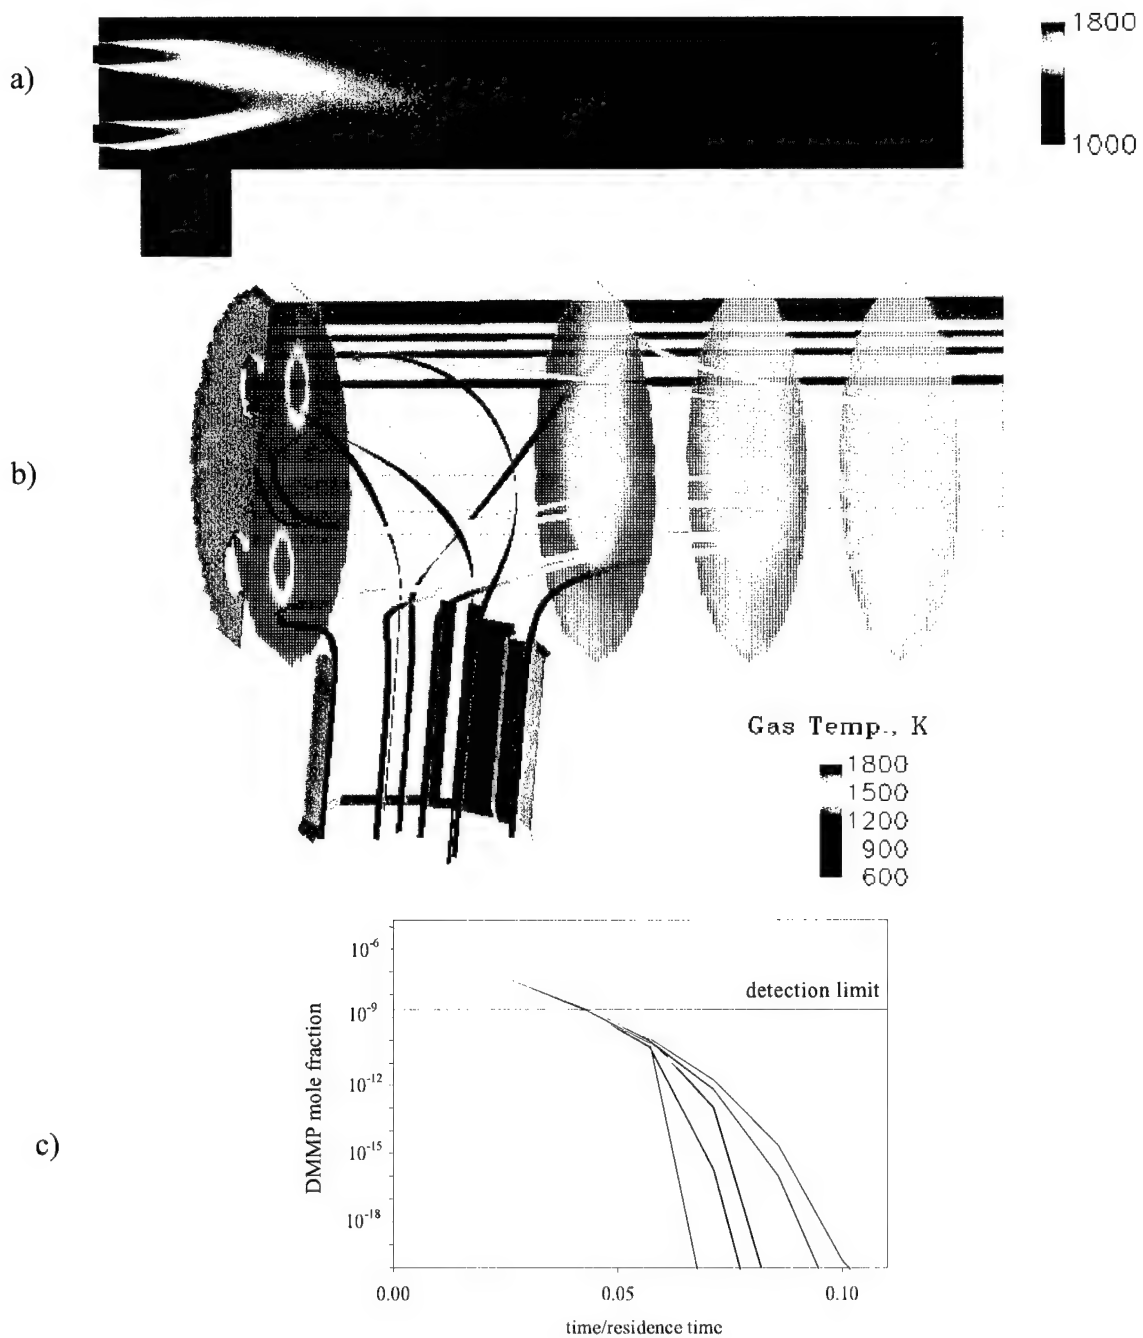 a)
1800
1000
b)
Gas Temp., K
1800
1500
1200
900
600
c)
DMMP mole fraction
10-6
10-9
10-12
10-15
10-18
detection limit
0.00 0.05 0.10
time/residence time